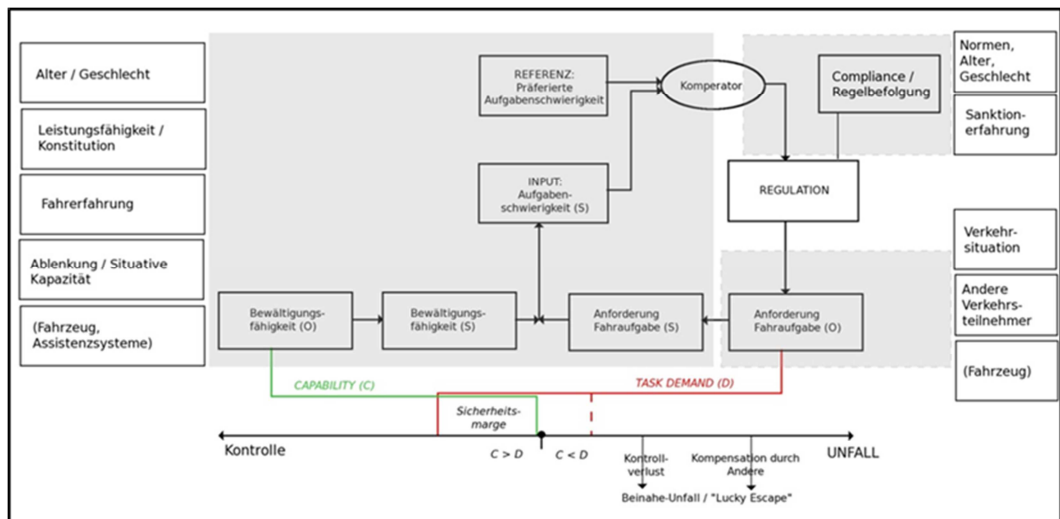 Alter / Geschlecht
Leistungsfähigkeit /
Konstitution
Fahrerfahrung
Ablenkung / Situative
Kapazität
(Fahrzeug,
Assistenzsysteme)
REFERENZ:
Präferierte
Aufgabenschwierigkeit
Komperator
Compliance /
Regelbefolgung
Normen,
Alter,
Geschlecht
Sanktion-
erfahrung
INPUT:
Aufgaben-
schwierigkeit (S)
REGULATION
Verkehr-
situation
Andere
Verkehrs-
teilnehmer
(Fahrzeug)
Bewältigungs-
fähigkeit (O)
Bewältigungs-
fähigkeit (S)
Anforderung
Fahraufgabe (S)
Anforderung
Fahraufgabe (O)
CAPABILITY (C)
TASK DEMAND (D)
Sicherheits-
marge
Kontrolle
C > D
C < D
UNFALL
Kontroll-
verlust
Kompensation durch
Andere
Beinahe-Unfall / "Lucky Escape"